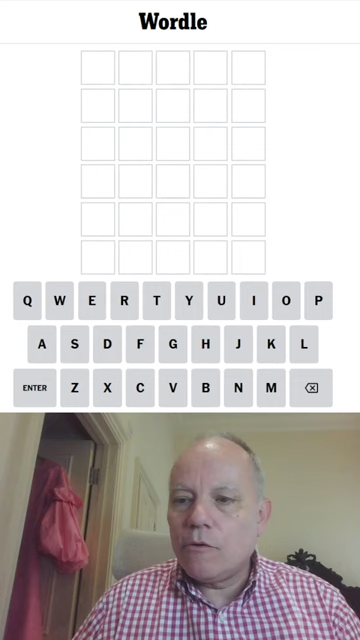 Wordle
Q W E R T Y U I O P
A S D F G H J K L
ENTER Z X C V B N M